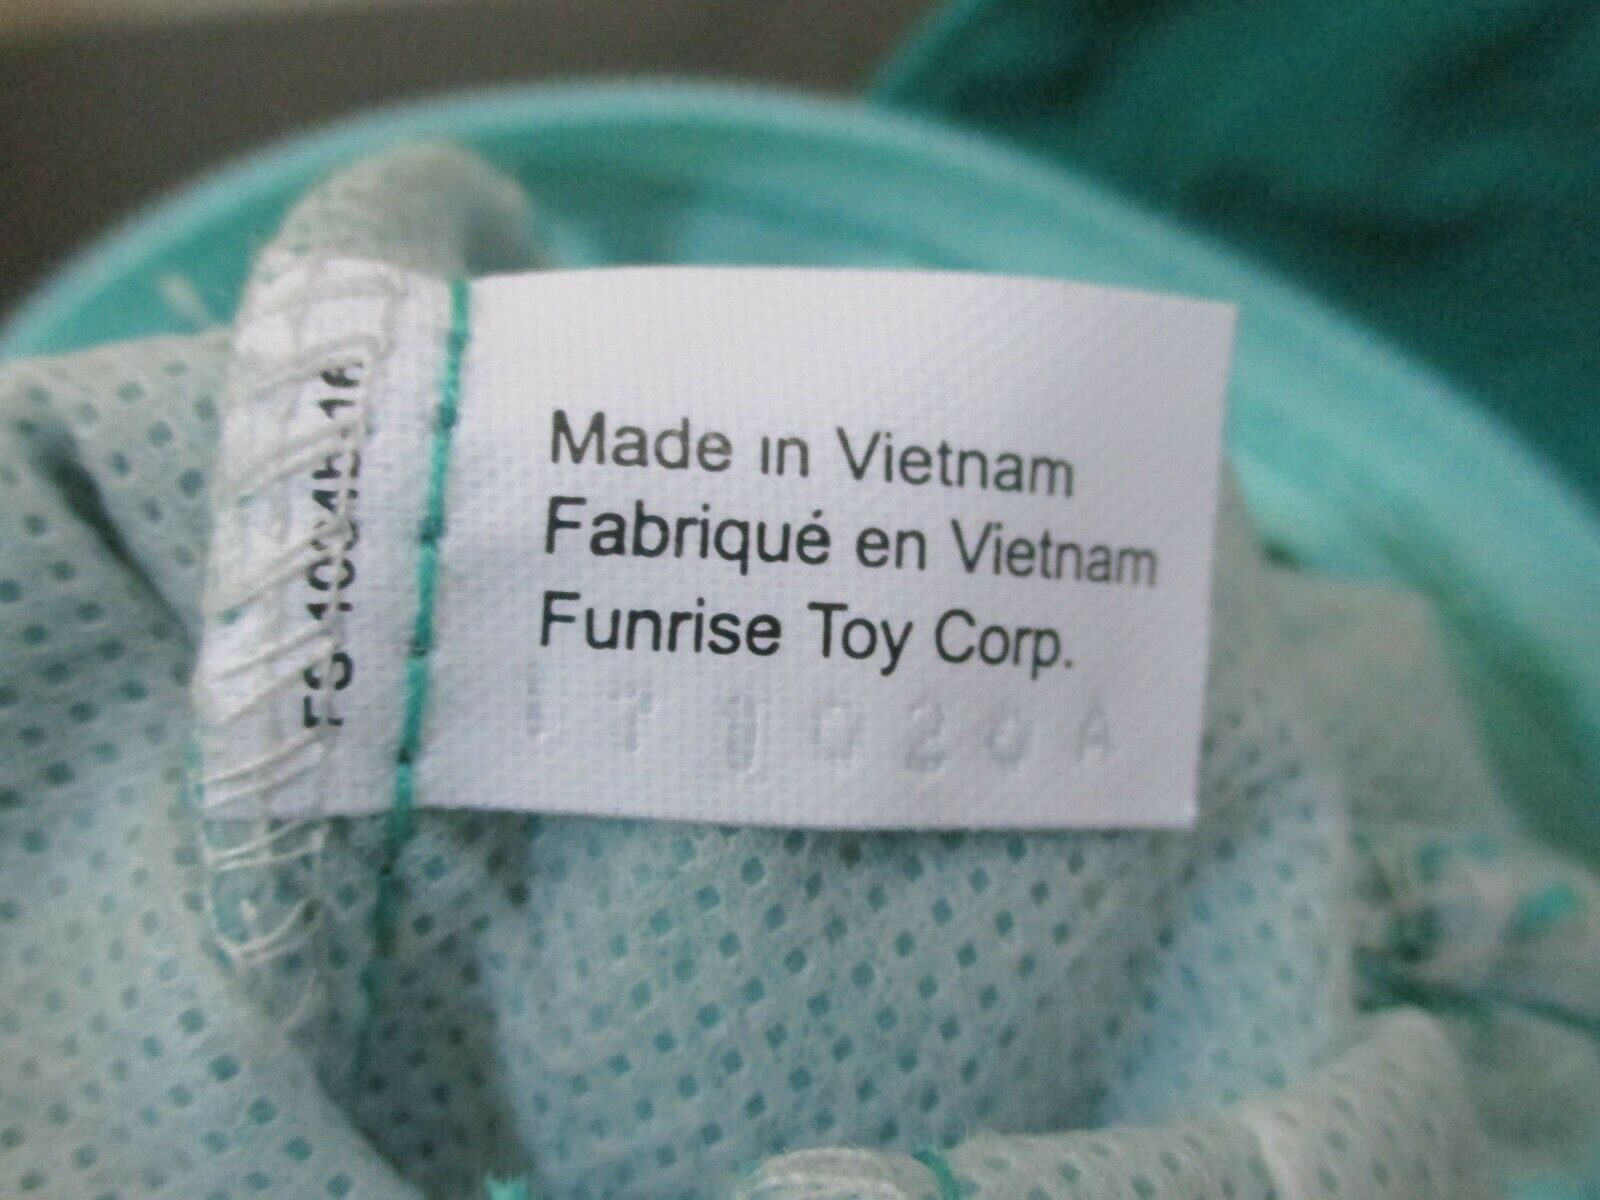 Made in Vietnam
Fabriqué en Vietnam
Funrise Toy Corp.